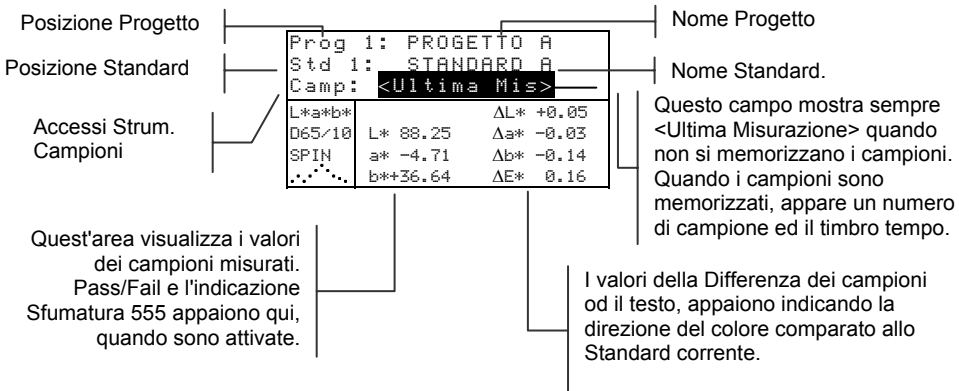 Posizione Progetto
Nome Progetto
Prog 1: PROGETTO A
Std 1: STANDARD A
Camp: <Ultima Mis>
Posizione Standard
Nome Standard.
L*a*b*
D65/10
SPIN
L* 88.25
a* -4.71
b*+36.64
ΔL* +0.05
Δa* -0.03
Δb* -0.14
ΔE* 0.16
Accessi Strum.
Campioni
Questo campo mostra sempre
<Ultima Misurazione> quando
non si memorizzano i campioni.
Quando i campioni sono
memorizzati, appare un numero
di campione ed il timbro tempo.
Quest'area visualizza i valori
dei campioni misurati.
Pass/Fail e l'indicazione
Sfumatura 555 appaiono qui,
quando sono attivate.
I valori della Differenza dei campioni
od il testo, appaiono indicando la
direzione del colore comparato allo
Standard corrente.